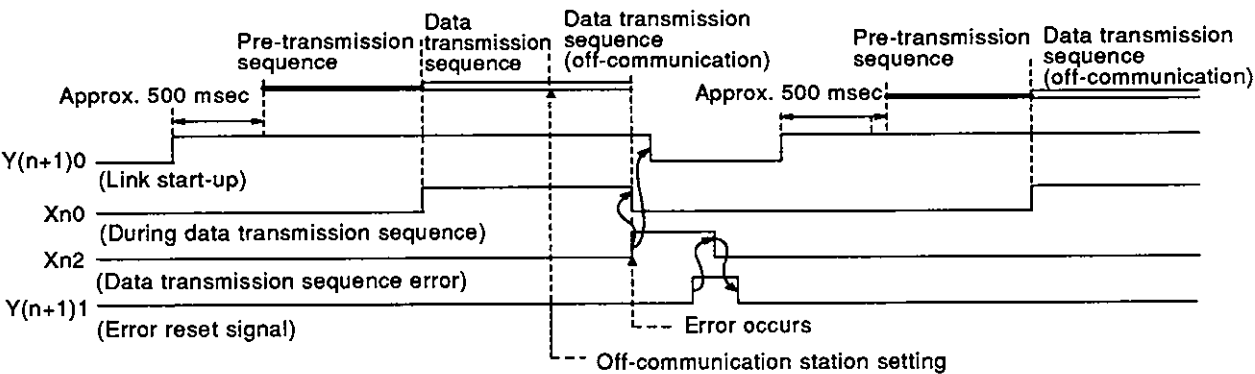 Pre-transmission
sequence
Data
transmission
sequence
Data transmission
sequence
(off-communication)
Pre-transmission
sequence
Data transmission
sequence
(off-communication)
Approx. 500 msec
Approx. 500 msec
Y(n+1)0
(Link start-up)
Xn0
(During data transmission sequence)
Xn2
(Data transmission sequence error)
Y(n+1)1
(Error reset signal)
Error occurs
Off-communication station setting